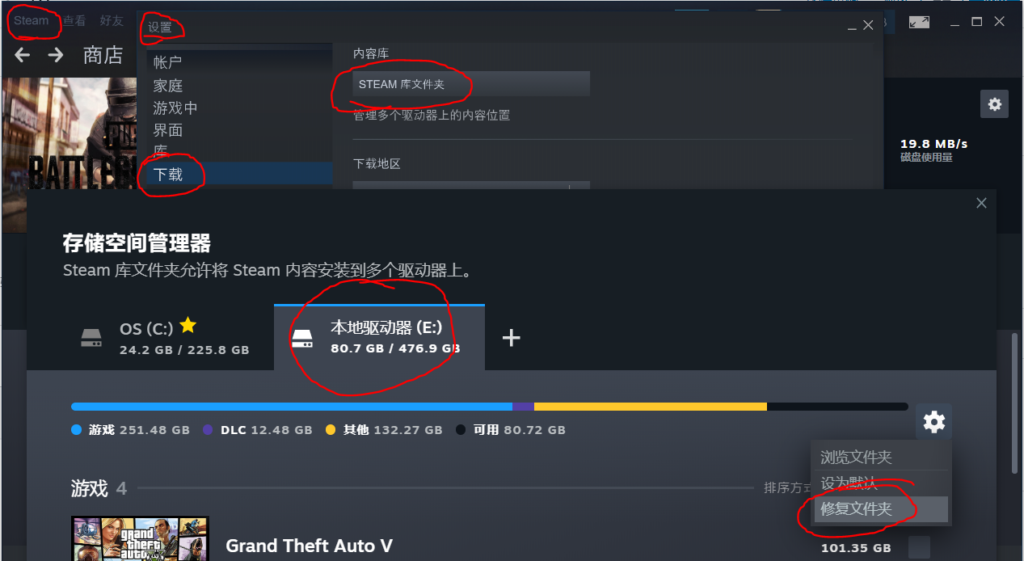 Steam 查看 好友
设置
商店
帐户
家庭
游戏中
界面
库
下载
内容库
STEAM 库文件夹
管理多个驱动器上的内容位置
下载地区
19.8 MB/s
磁盘使用量
存储空间管理器
Steam 库文件夹允许将 Steam 内容安装到多个驱动器上。
OS (C:)
24.2 GB / 225.8 GB
本地驱动器 (E:)
80.7 GB / 476.9 GB
游戏 251.48 GB DLC 12.48 GB 其他 132.27 GB 可用 80.72 GB
浏览文件夹
设为默认
修复文件夹
游戏 4
排序方式
grand
theft
auto
Grand Theft Auto V
101.35 GB